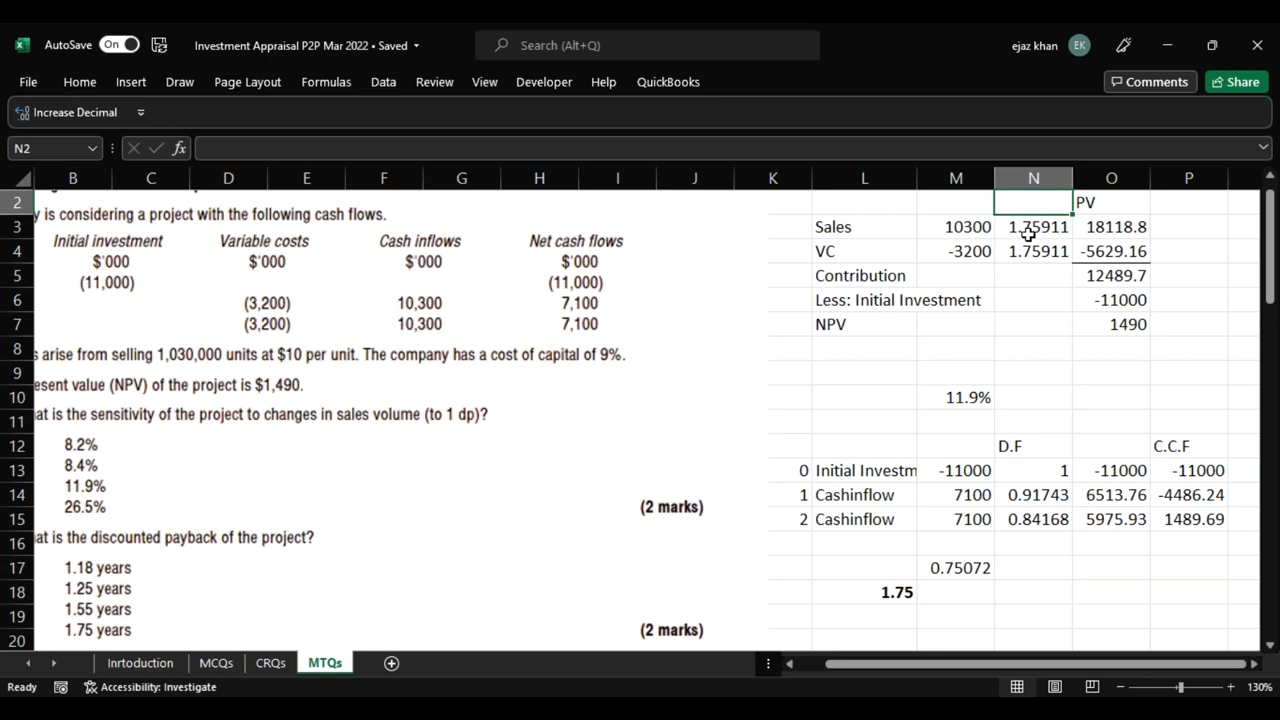 AutoSave On Investment Appraisal P2P Mar 2022 • Saved Search (Alt+Q) ejaz khan EK
File Home Insert Draw Page Layout Formulas Data Review View Developer Help QuickBooks Comments Share
Increase Decimal
N2 fx
B C D E F G H I J K L M N O P
2 PV
y is considering a project with the following cash flows.
3 Sales 10300 1.75911 18118.8
Initial investment Variable costs Cash inflows Net cash flows
4 VC -3200 1.75911 -5629.16
$'000 $'000 $'000 $'000
5 Contribution 12489.7
(11,000) (11,000)
6 Less: Initial Investment -11000
(3,200) 10,300 7,100
7 NPV 1490
(3,200) 10,300 7,100
8
s arise from selling 1,030,000 units at $10 per unit. The company has a cost of capital of 9%.
9
esent value (NPV) of the project is $1,490.
10 11.9%
11
at is the sensitivity of the project to changes in sales volume (to 1 dp)?
12 D.F C.C.F
8.2%
13 0 Initial Investm -11000 1 -11000 -11000
8.4%
14 1 Cashinflow 7100 0.91743 6513.76 -4486.24
11.9%
26.5% (2 marks)
15 2 Cashinflow 7100 0.84168 5975.93 1489.69
16
at is the discounted payback of the project?
17 0.75072
1.18 years
18 1.75
1.25 years
19
1.55 years
20
1.75 years (2 marks)
Inrtoduction MCQs CRQs MTQs
Ready Accessibility: Investigate 130%